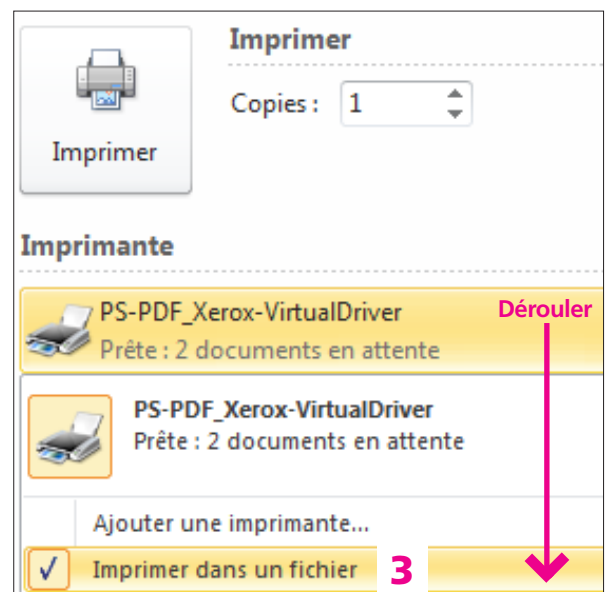 Imprimer
Copies : 1
Imprimer
Imprimante
PS-PDF_Xerox-VirtualDriver
Dérouler
Prête : 2 documents en attente
PS-PDF_Xerox-VirtualDriver
Prête : 2 documents en attente
Ajouter une imprimante...
Imprimer dans un fichier 3